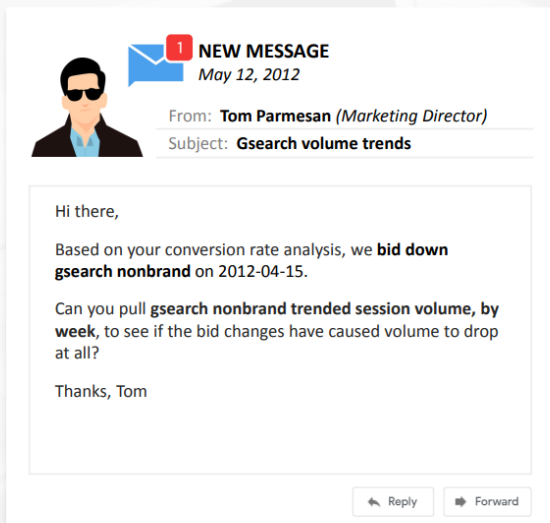 1
NEW MESSAGE
May 12, 2012
From: Tom Parmesan (Marketing Director)
Subject: Gsearch volume trends
Hi there,
Based on your conversion rate analysis, we bid down
gsearch nonbrand on 2012-04-15.
Can you pull gsearch nonbrand trended session volume, by
week, to see if the bid changes have caused volume to drop
at all?
Thanks, Tom
Reply
Forward